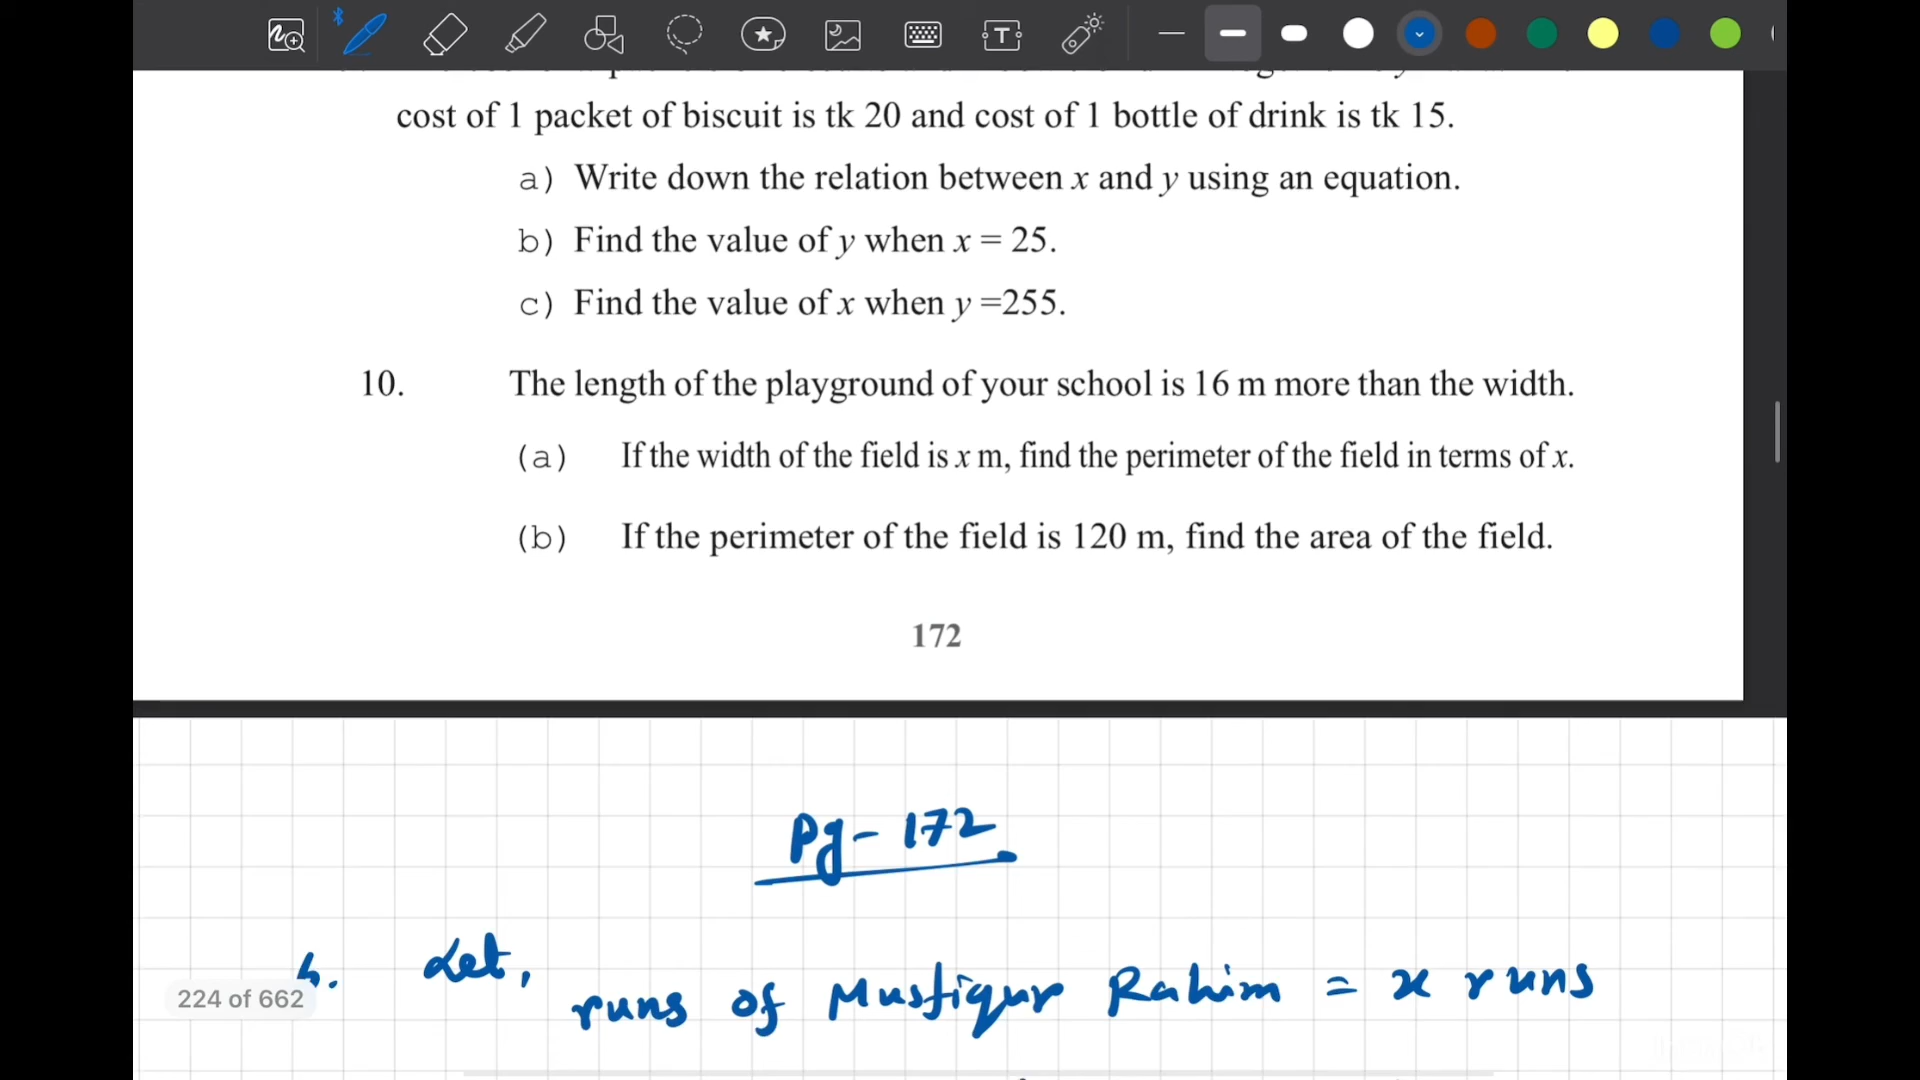 cost of 1 packet of biscuit is tk 20 and cost of 1 bottle of drink is tk 15.
a) Write down the relation between x and y using an equation.
b) Find the value of y when x = 25.
c) Find the value of x when y =255.
10. The length of the playground of your school is 16 m more than the width.
(a) If the width of the field is x m, find the perimeter of the field in terms of x.
(b) If the perimeter of the field is 120 m, find the area of the field.
172
Pg- 172
Let,
224 of 662
runs of Musfiqur Rahim = x runs